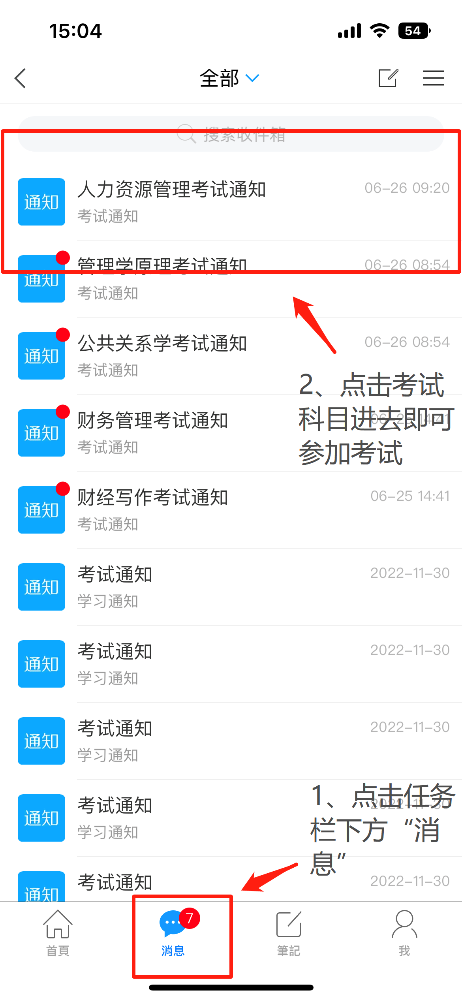 15:04
54
全部
搜索收件箱
通知
人力资源管理考试通知
06-26 09:20
考试通知
通知
管理学原理考试通知
06-26 08:54
考试通知
通知
公共关系学考试通知
06-26 08:54
考试通知
2、点击考试
科目进去即可
参加考试
通知
财务管理考试通知
06-25 14:41
考试通知
通知
财经写作考试通知
06-25 14:41
考试通知
通知
考试通知
2022-11-30
学习通知
通知
考试通知
2022-11-30
学习通知
通知
考试通知
2022-11-30
学习通知
1、点击任务
栏下方“消
息”
通知
考试通知
2022-11-30
学习通知
通知
考试通知
2022-11-30
7
首頁
消息
筆記
我